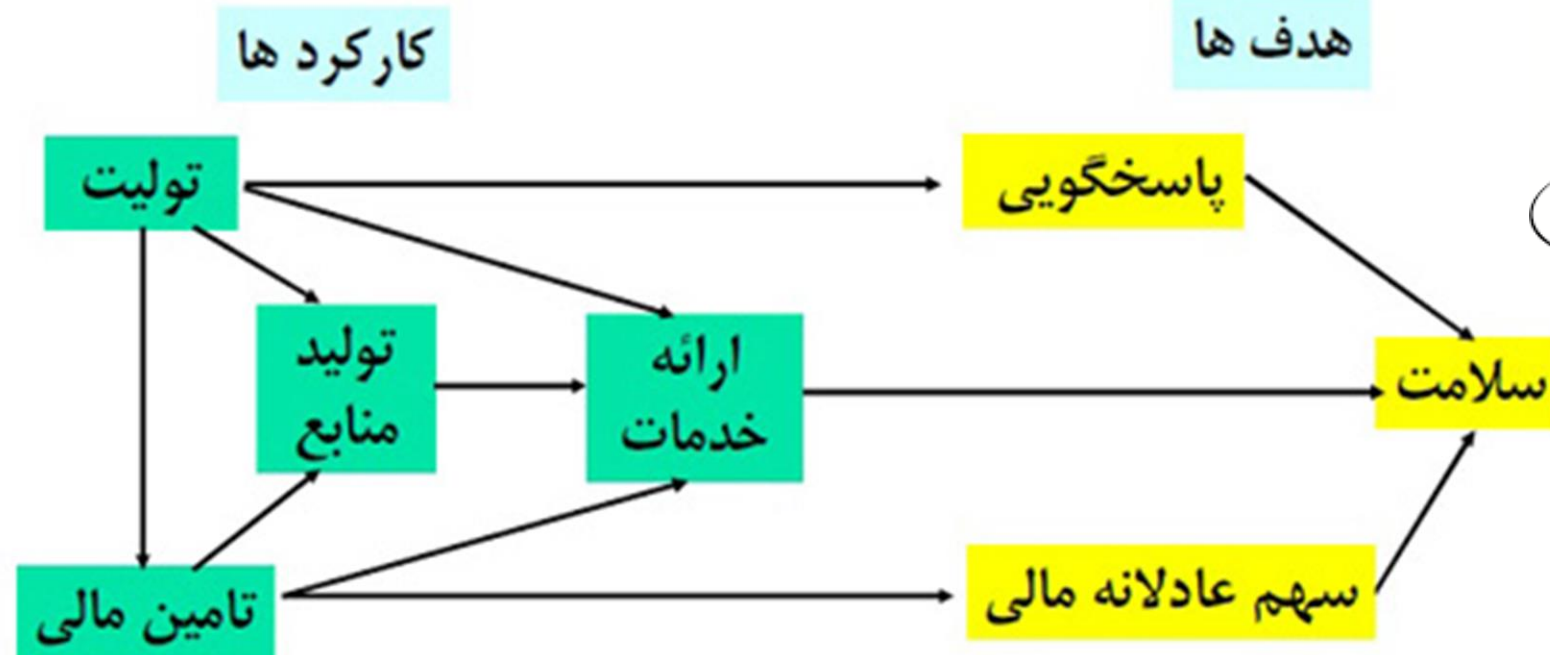 هدف ها
کارکرد ها
پاسخگویی
تولیت
ارائه
خدمات
تولید
منابع
سلامت
سهم عادلانه مالی
تامین مالی